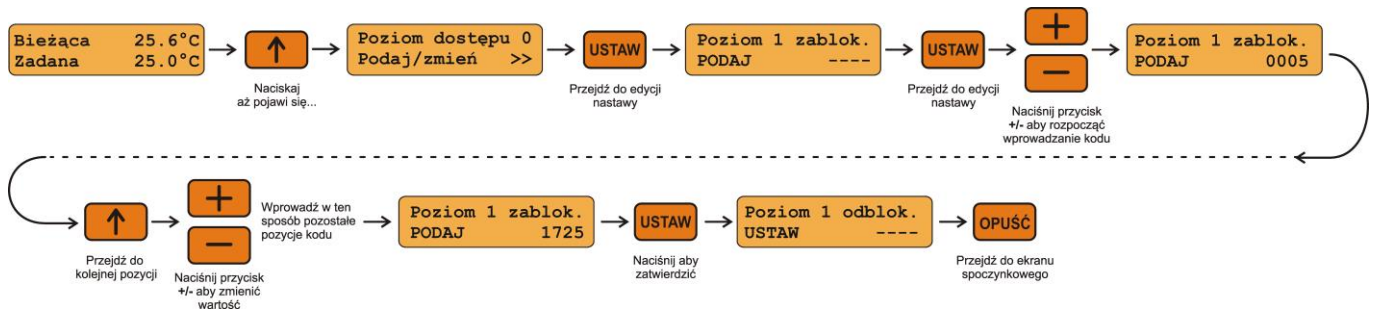 Bieżąca 25.6°C
Zadana 25.0°C
Naciskaj
aż pojawi się...
Poziom dostępu 0
Podaj/zmień >>
USTAW
Przejdź do edycji
nastawy
Poziom 1 zablok.
PODAJ ----
USTAW
Przejdź do edycji
nastawy
Naciśnij przycisk
+/- aby rozpocząć
wprowadzanie kodu
Poziom 1 zablok.
PODAJ 0005
Przejdź do
kolejnej pozycji
Naciśnij przycisk
+/- aby zmienić
wartość
Wprowadź w ten
sposób pozostałe
pozycje kodu
Poziom 1 zablok.
PODAJ 1725
USTAW
Naciśnij aby
zatwierdzić
Poziom 1 odblok.
USTAW ----
OPUŚĆ
Przejdź do ekranu
spoczynkowego